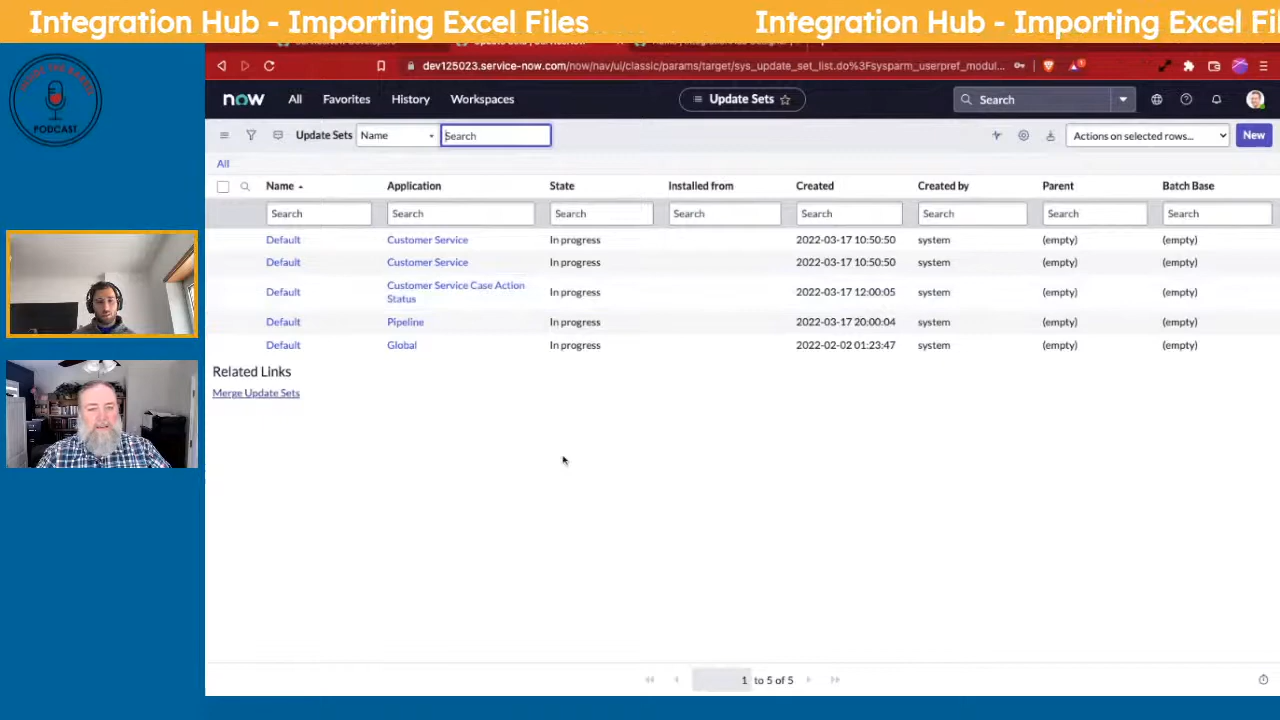 Integration Hub - Importing Excel Files
Integration Hub - Importing Excel Fil
PODCAST
dev125023.service-now.com/now/nav/ui/classic/params/target/sys_update_set_list.do%3Fsysparm_userpref_modul...
now All Favorites History Workspaces Update Sets Search
Update Sets Name Search Actions on selected rows... New
All
Name Application State Installed from Created Created by Parent Batch Base
Search Search Search Search Search Search Search Search
Default Customer Service In progress 2022-03-17 10:50:50 system (empty) (empty)
Default Customer Service In progress 2022-03-17 10:50:50 system (empty) (empty)
Default Customer Service Case Action Status In progress 2022-03-17 12:00:05 system (empty) (empty)
Default Pipeline In progress 2022-03-17 20:00:04 system (empty) (empty)
Default Global In progress 2022-02-02 01:23:47 system (empty) (empty)
Related Links
Merge Update Sets
1 to 5 of 5